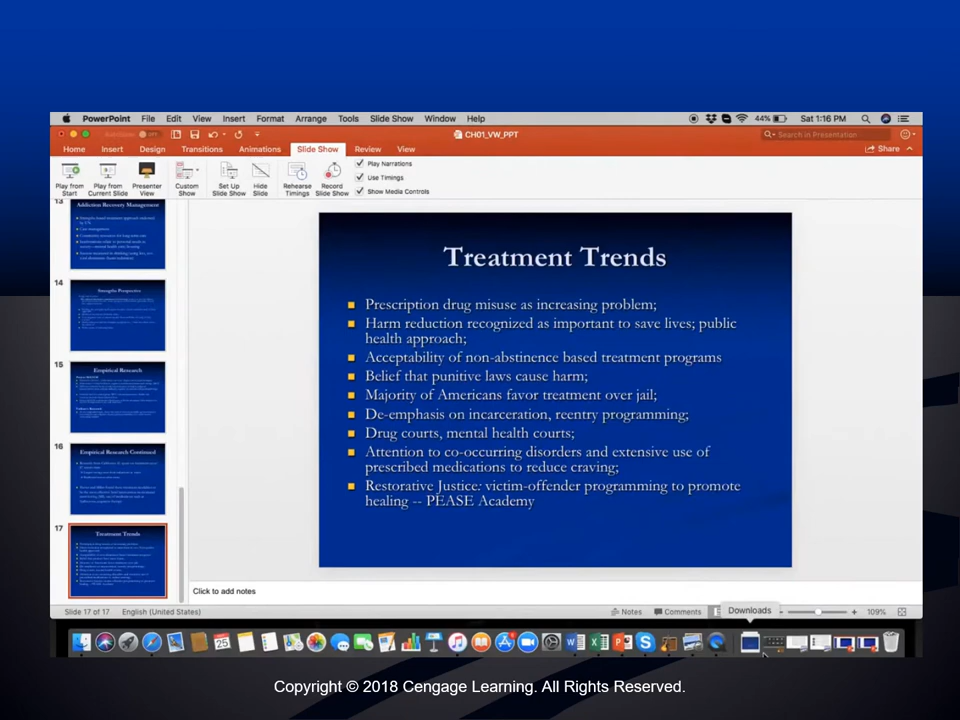 PowerPoint File Edit View Insert Format Arrange Tools Slide Show Window Help 44% Sat 1:16 PM
CH01_VW_PPT Search in Presentation
Home Insert Design Transitions Animations Slide Show Review View Share
Play from Start
Play from Current Slide
Presenter View
Custom Show
Set Up Slide Show
Hide Slide
Rehearse Timings
Record Slide Show
Play Narrations
Use Timings
Show Media Controls
13
Addiction Recovery Management
14
Strengths Perspective
15
Empirical Research
16
Empirical Research Continued
17
Treatment Trends
Treatment Trends
Prescription drug misuse as increasing problem;
Harm reduction recognized as important to save lives; public
health approach;
Acceptability of non-abstinence based treatment programs
Belief that punitive laws cause harm;
Majority of Americans favor treatment over jail;
De-emphasis on incarceration, reentry programming;
Drug courts, mental health courts;
Attention to co-occurring disorders and extensive use of
prescribed medications to reduce craving;
Restorative Justice: victim-offender programming to promote
healing -- PEASE Academy
Click to add notes
Slide 17 of 17 English (United States) Notes Comments Downloads 109%
25
Copyright © 2018 Cengage Learning. All Rights Reserved.